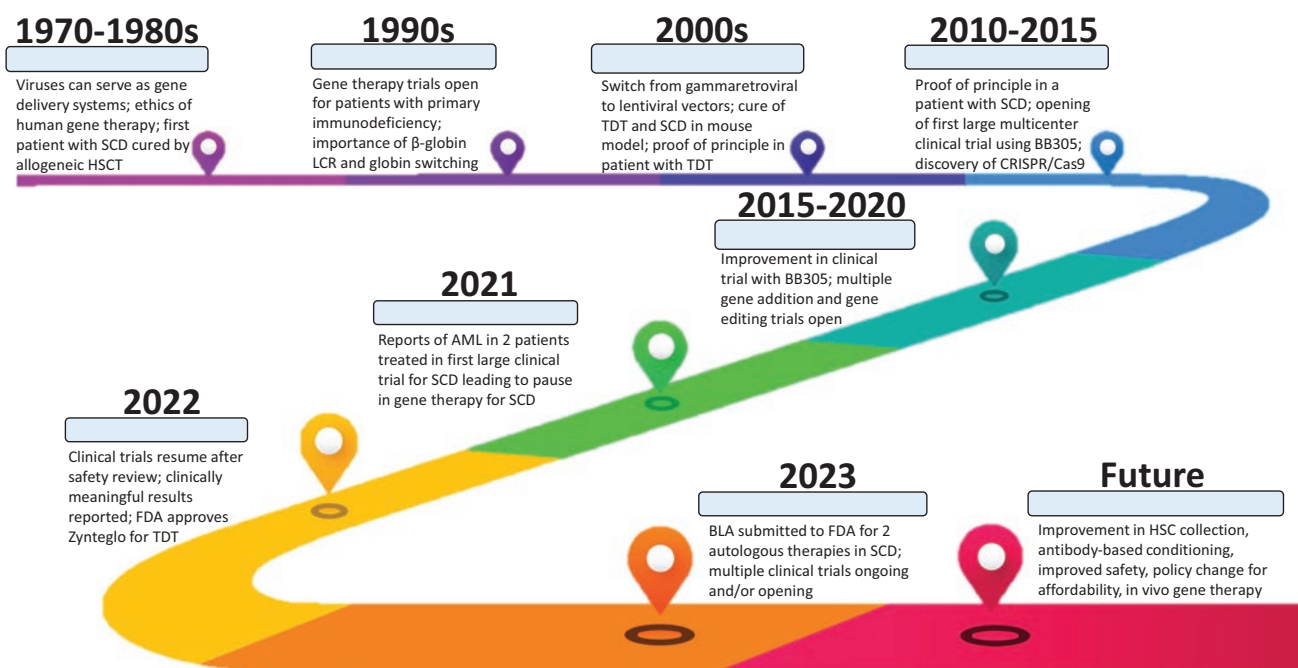 1970-1980s
Viruses can serve as gene
delivery systems; ethics of
human gene therapy; first
patient with SCD cured by
allogeneic HSCT
1990s
Gene therapy trials open
for patients with primary
immunodeficiency;
importance of β-globin
LCR and globin switching
2000s
Switch from gammaretroviral
to lentiviral vectors; cure of
TDT and SCD in mouse
model; proof of principle in
patient with TDT
2010-2015
Proof of principle in a
patient with SCD; opening
of first large multicenter
clinical trial using BB305;
discovery of CRISPR/Cas9
2015-2020
Improvement in clinical
trial with BB305; multiple
gene addition and gene
editing trials open
2021
Reports of AML in 2 patients
treated in first large clinical
trial for SCD leading to pause
in gene therapy for SCD
2022
Clinical trials resume after
safety review; clinically
meaningful results
reported; FDA approves
Zynteglo for TDT
2023
BLA submitted to FDA for 2
autologous therapies in SCD;
multiple clinical trials ongoing
and/or opening
Future
Improvement in HSC collection,
antibody-based conditioning,
improved safety, policy change for
affordability, in vivo gene therapy